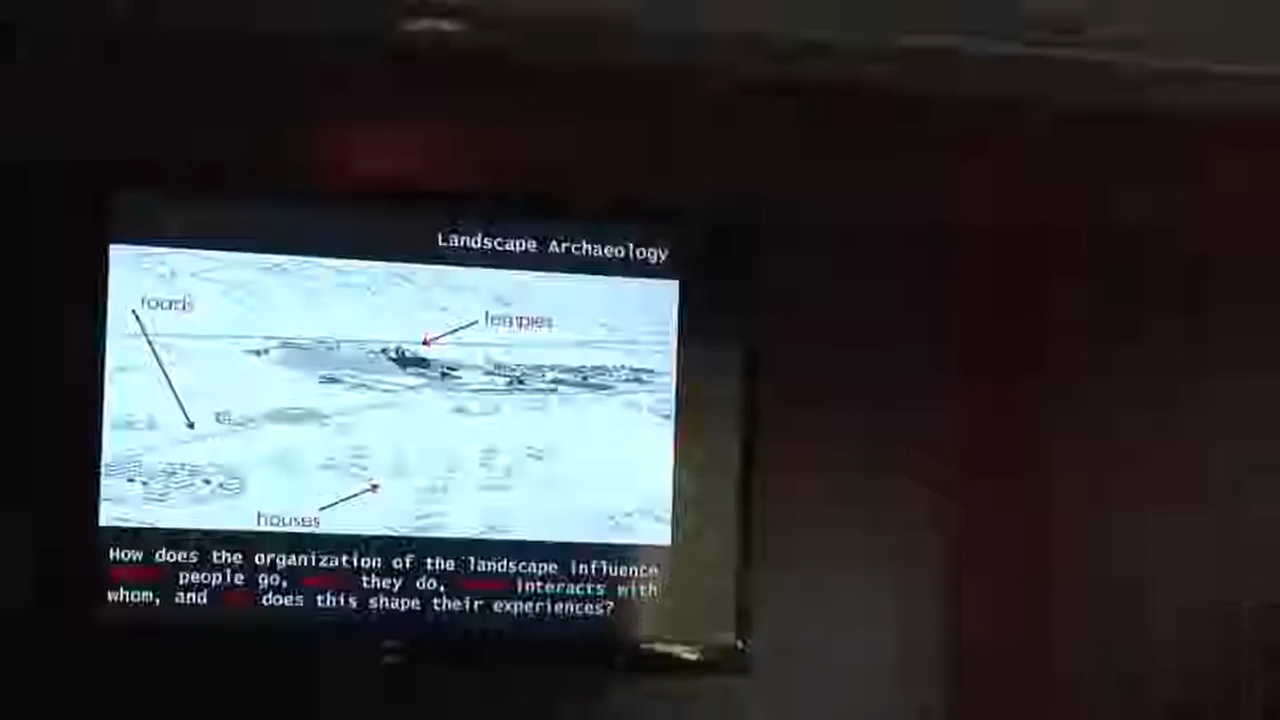 Landscape Archaeology
roads
temples
houses
How does the organization of the landscape influence
people go, they do, interacts with
whom, and does this shape their experiences?